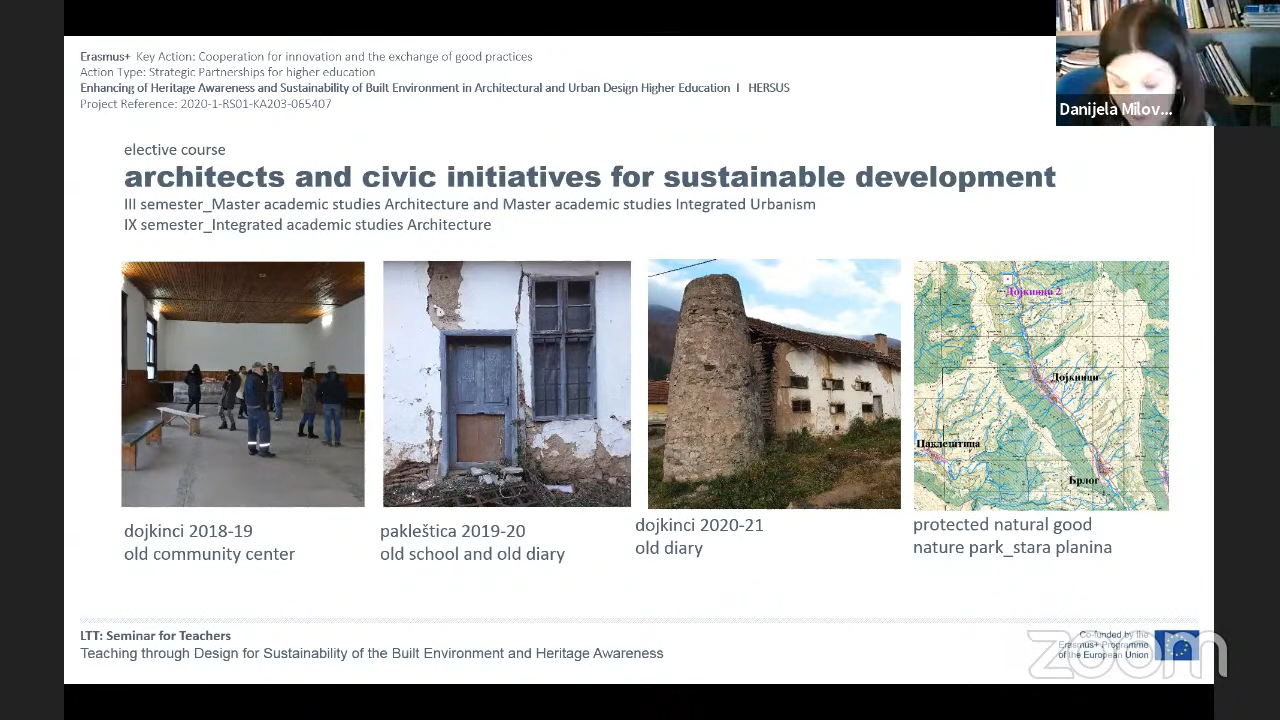 Erasmus+ Key Action: Cooperation for innovation and the exchange of good practices
Action Type: Strategic Partnerships for higher education
Enhancing of Heritage Awareness and Sustainability of Built Environment in Architectural and Urban Design Higher Education I HERSUS
Project Reference: 2020-1-RS01-KA203-065407
Danijela Milov...
elective course
architects and civic initiatives for sustainable development
III semester_Master academic studies Architecture and Master academic studies Integrated Urbanism
IX semester_Integrated academic studies Architecture
Дојкинци 2
Дојкинци
Паклештица
Брлог
dojkinci 2018-19
old community center
pakleštica 2019-20
old school and old diary
dojkinci 2020-21
old diary
protected natural good
nature park_stara planina
LTT: Seminar for Teachers
Teaching through Design for Sustainability of the Built Environment and Heritage Awareness
Co-funded by the
Erasmus+ Programme
of the European Union
zoom